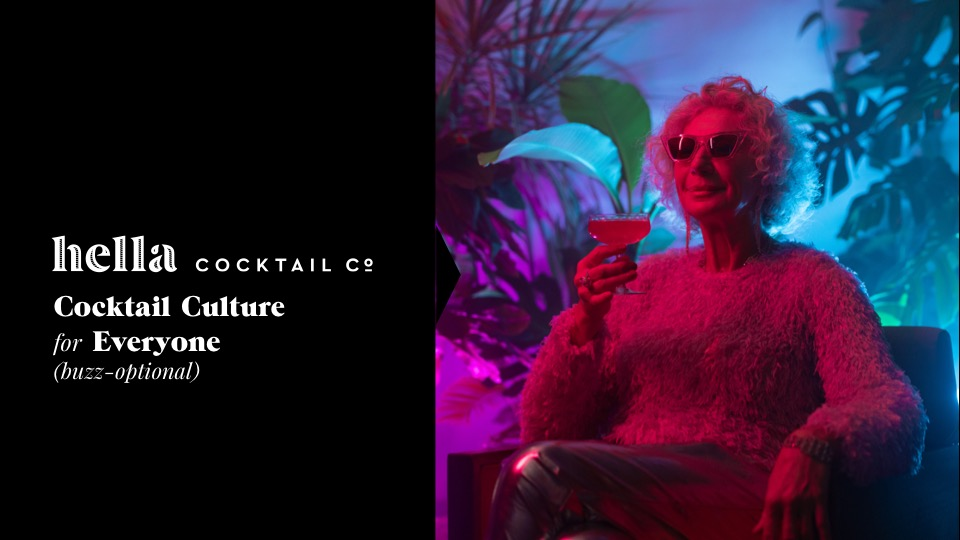 hella COCKTAIL Cº
Cocktail Culture
for Everyone
(buzz-optional)